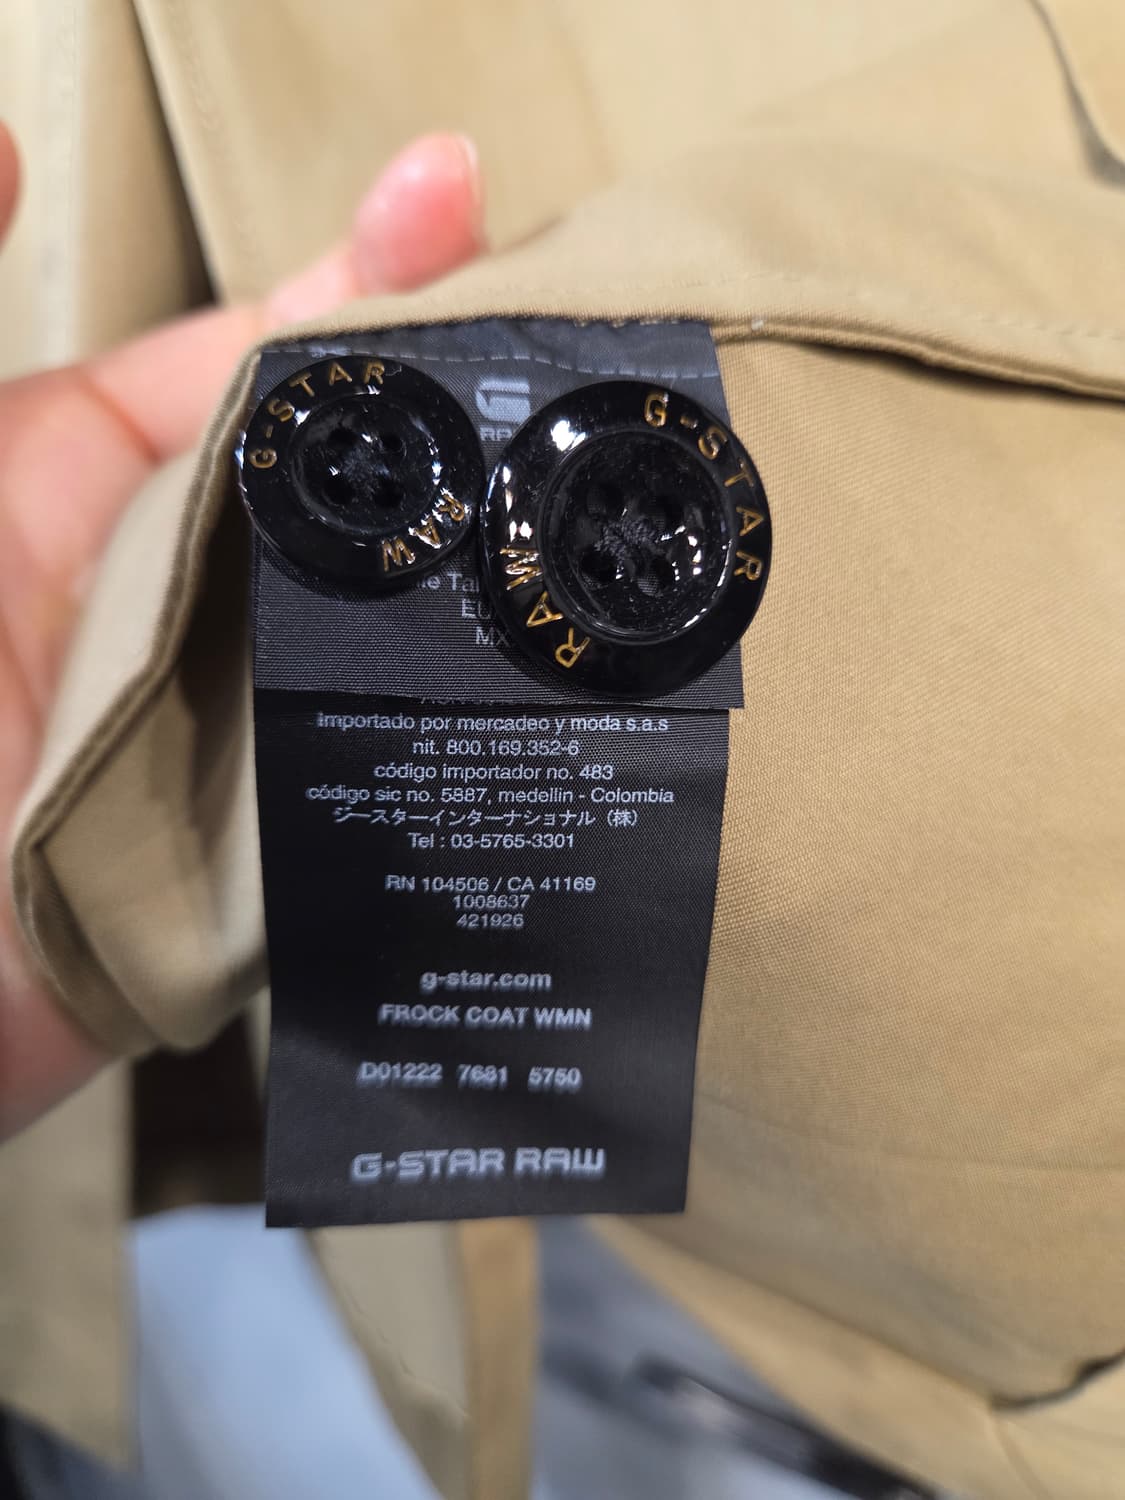 G-STAR RAW
G-STAR RAW
EU
MX
Importado por mercadeo y moda s.a.s
nit. 800.169.352-6
código importador no. 483
código sic no. 5887, medellin - Colombia
ジースターインターナショナル（株）
Tel : 03-5765-3301
RN 104506 / CA 41169
1008637
421926
g-star.com
FROCK COAT WMN
D01222 7681 5750
G-STAR RAW